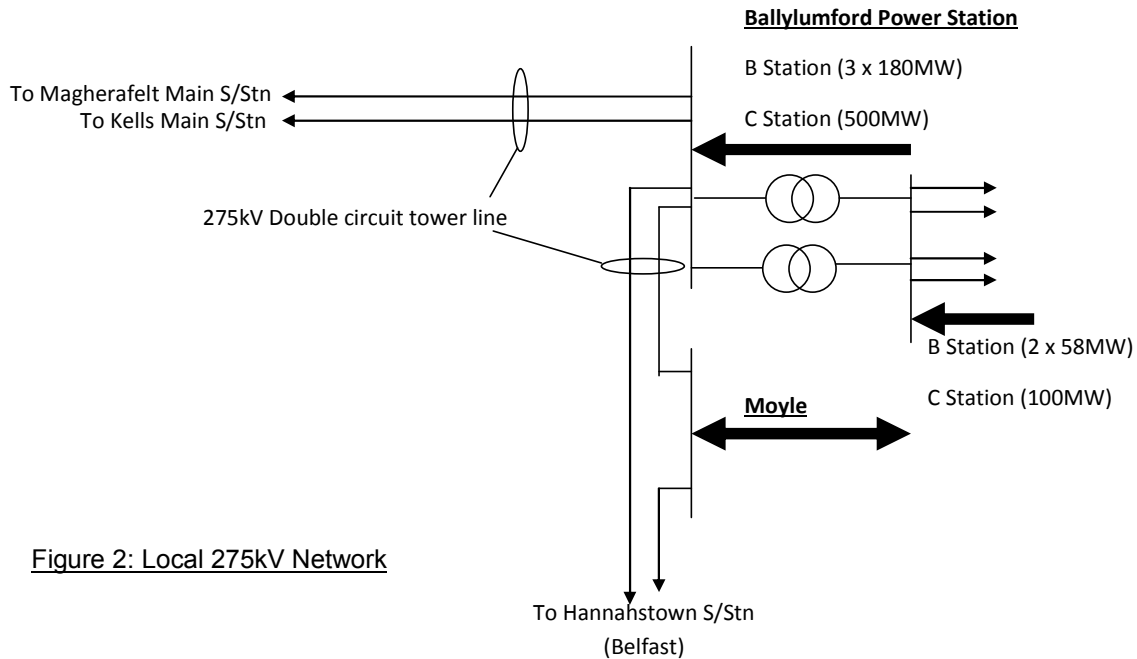 Ballylumford Power Station
B Station (3 x 180MW)
To Magherafelt Main S/Stn
To Kells Main S/Stn
C Station (500MW)
275kV Double circuit tower line
B Station (2 x 58MW)
C Station (100MW)
Moyle
Figure 2: Local 275kV Network
To Hannahstown S/Stn
(Belfast)